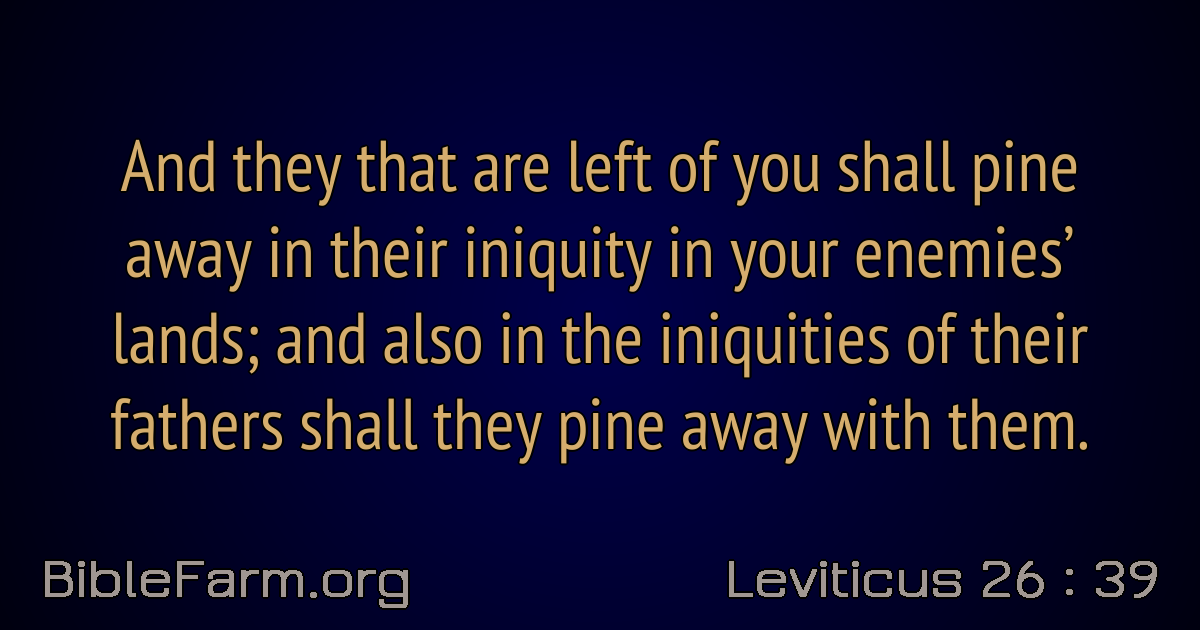 And they that are left of you shall pine
away in their iniquity in your enemies’
lands; and also in the iniquities of their
fathers shall they pine away with them.
BibleFarm.org
Leviticus 26 : 39